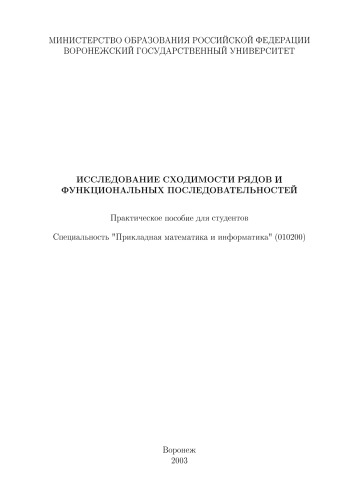 МИНИСТЕРСТВО ОБРАЗОВАНИЯ РОССИЙСКОЙ ФЕДЕРАЦИИ
ВОРОНЕЖСКИЙ ГОСУДАРСТВЕННЫЙ УНИВЕРСИТЕТ
ИССЛЕДОВАНИЕ СХОДИМОСТИ РЯДОВ И
ФУНКЦИОНАЛЬНЫХ ПОСЛЕДОВАТЕЛЬНОСТЕЙ
Практическое пособие для студентов
Специальность "Прикладная математика и информатика" (010200)
Воронеж
2003